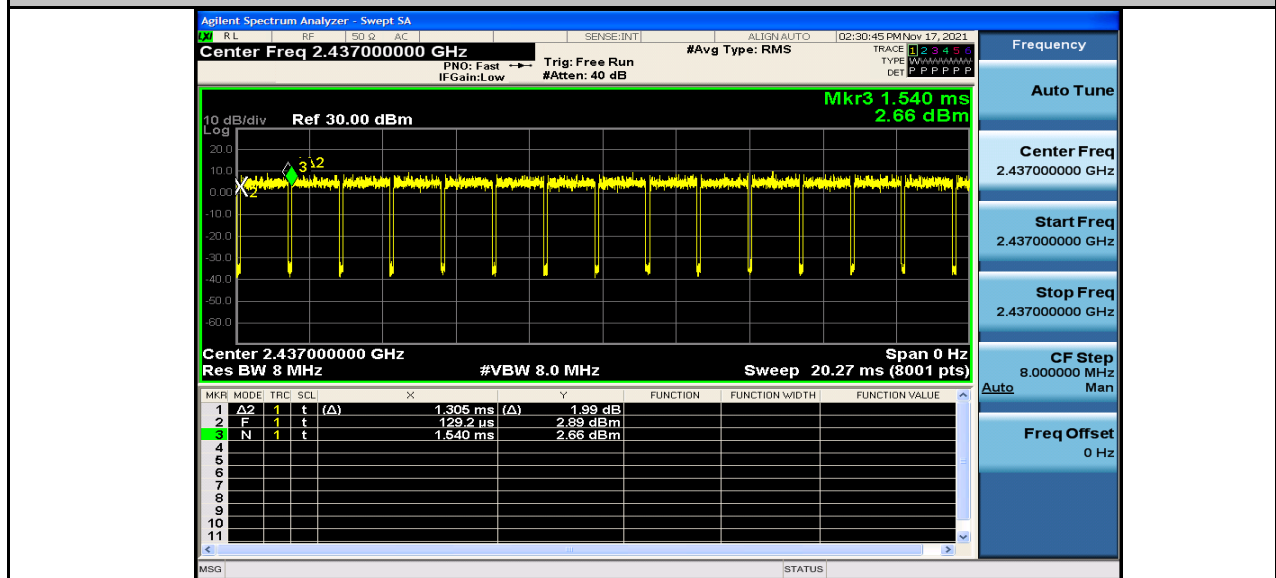 Agilent Spectrum Analyzer - Swept SA
LXI RL RF 50 Ω AC SENSE:INT ALIGN AUTO 02:30:45 PM Nov 17, 2021
Center Freq 2.437000000 GHz #Avg Type: RMS TRACE 1 2 3 4 5 6
PNO: Fast Trig: Free Run TYPE WWWWWW
IFGain:Low #Atten: 40 dB DET P P P P P P
Mkr3 1.540 ms
2.66 dBm
10 dB/div Ref 30.00 dBm
Log
20.0
10.0
0.00
-10.0
-20.0
-30.0
-40.0
-50.0
-60.0
3 Δ2
2
Center 2.437000000 GHz Span 0 Hz
Res BW 8 MHz #VBW 8.0 MHz Sweep 20.27 ms (8001 pts)
MKR MODE TRC SCL X Y FUNCTION FUNCTION WIDTH FUNCTION VALUE
1 Δ2 1 t (Δ) 1.305 ms (Δ) 1.99 dB
2 F 1 t 129.2 µs 2.89 dBm
3 N 1 t 1.540 ms 2.66 dBm
4
5
6
7
8
9
10
11
MSG STATUS
Frequency
Auto Tune
Center Freq
2.437000000 GHz
Start Freq
2.437000000 GHz
Stop Freq
2.437000000 GHz
CF Step
8.000000 MHz
Auto Man
Freq Offset
0 Hz